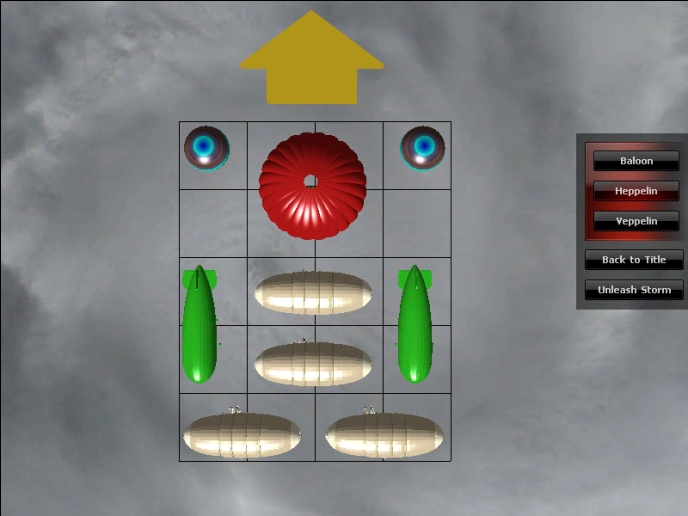 Baloon
Heppelin
Veppelin
Back to Title
Unleash Storm